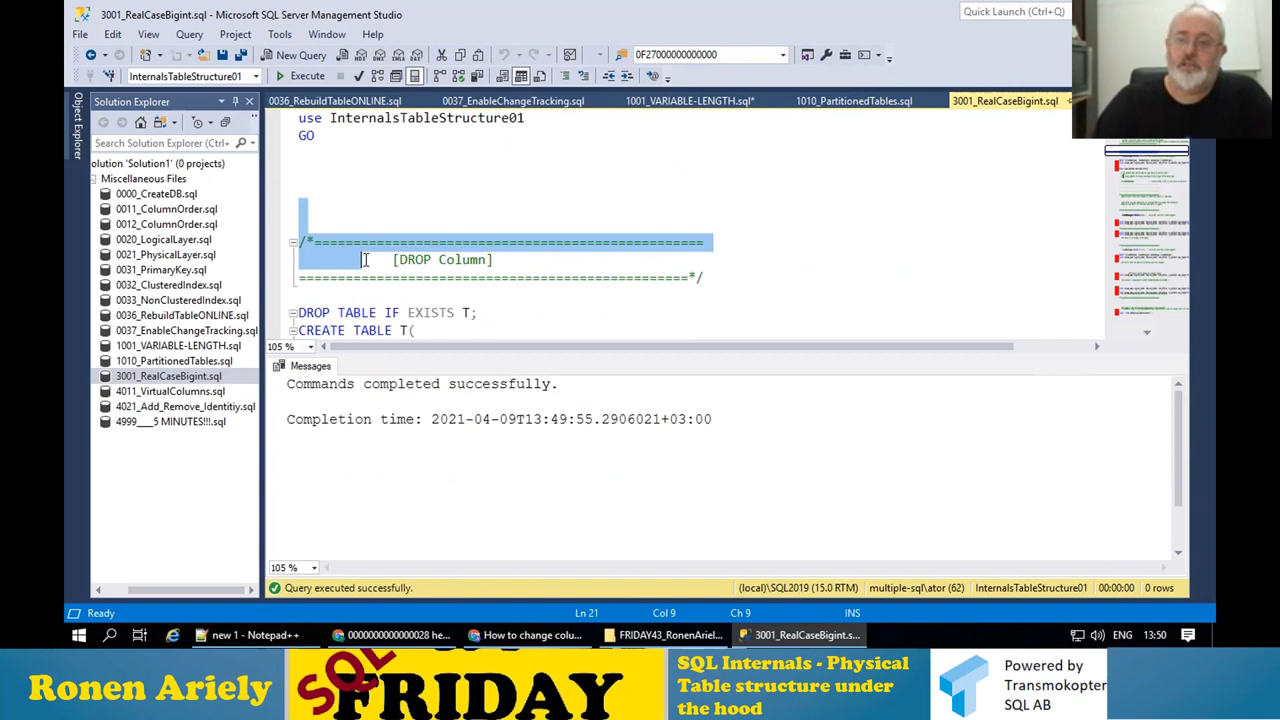 3001_RealCaseBigint.sql - Microsoft SQL Server Management Studio
Quick Launch (Ctrl+Q)
File Edit View Query Project Tools Window Help
New Query
0F27000000000000
InternalsTableStructure01
Execute
Object Explorer
Solution Explorer
0036_RebuildTableONLINE.sql
0037_EnableChangeTracking.sql
1001_VARIABLE-LENGTH.sql*
1010_PartitionedTables.sql
3001_RealCaseBigint.sql
Search Solution Explorer (Ctrl+
olution 'Solution1' (0 projects)
Miscellaneous Files
0000_CreateDB.sql
0011_ColumnOrder.sql
0012_ColumnOrder.sql
0020_LogicalLayer.sql
0021_PhysicalLayer.sql
0031_PrimaryKey.sql
0032_ClusteredIndex.sql
0033_NonClusteredIndex.sql
0036_RebuildTableONLINE.sql
0037_EnableChangeTracking.sql
1001_VARIABLE-LENGTH.sql
1010_PartitionedTables.sql
3001_RealCaseBigint.sql
4011_VirtualColumns.sql
4021_Add_Remove_Identitiy.sql
4999___5 MINUTES!!!.sql
use InternalsTableStructure01
GO
/*==================================================
[DROP Column]
==================================================*/
DROP TABLE IF EXISTS T;
CREATE TABLE T(
105 %
Messages
Commands completed successfully.
Completion time: 2021-04-09T13:49:55.2906021+03:00
105 %
Query executed successfully.
(local)\SQL2019 (15.0 RTM)
multiple-sql\ator (62)
InternalsTableStructure01
00:00:00
0 rows
Ready
Ln 21
Col 9
Ch 9
INS
new 1 - Notepad++
0000000000000028 he...
How to change colu...
FRIDAY43_RonenAriel...
3001_RealCaseBigint.s...
ENG
13:50
Ronen Ariely
SQL
FRIDAY
SQL Internals - Physical
Table structure under
the hood
Powered by
Transmokopter
SQL AB